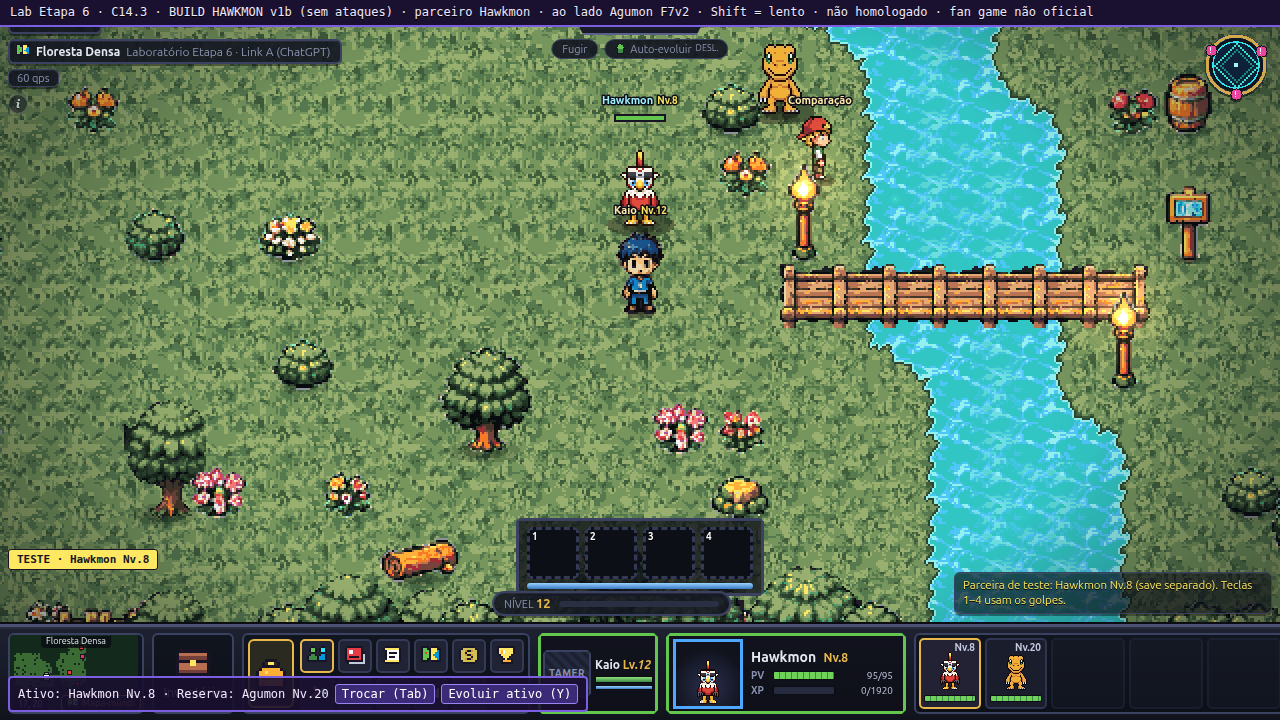 Lab Etapa 6 · C14.3 · BUILD HAWKMON v1b (sem ataques) · parceiro Hawkmon · ao lado Agumon F7v2 · Shift = lento · não homologado · fan game não oficial
Floresta Densa Laboratório Etapa 6 · Link A (ChatGPT)
Fugir
Auto-evoluir DESL.
60 qps
i
Hawkmon Nv.8
Comparação
Kaio Nv.12
TESTE · Hawkmon Nv.8
1 2 3 4
NÍVEL 12
Parceira de teste: Hawkmon Nv.8 (save separado). Teclas
1–4 usam os golpes.
Floresta Densa
TAMER
Kaio Lv.12
Hawkmon Nv.8
PV 95/95
XP 0/1920
Nv.8
Nv.20
Ativo: Hawkmon Nv.8 · Reserva: Agumon Nv.20 Trocar (Tab) Evoluir ativo (Y)